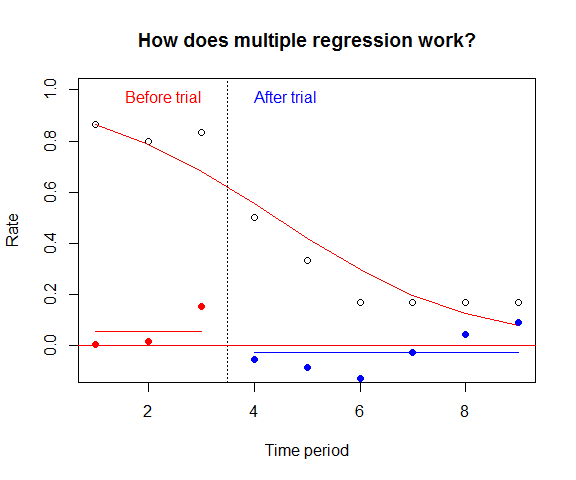 How does multiple regression work?
Before trial
After trial
Rate
1.0
0.8
0.6
0.4
0.2
0.0
2
4
6
8
Time period